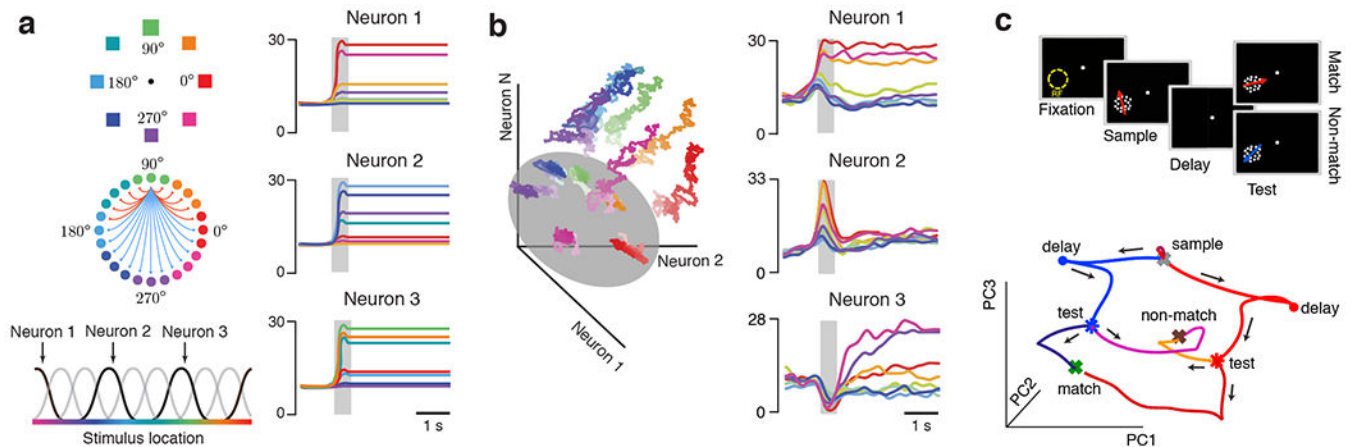 a
90°
180°
0°
270°
90°
180°
0°
270°
Neuron 1 Neuron 2 Neuron 3
Stimulus location
Neuron 1
30
0
Neuron 2
30
0
Neuron 3
30
0
1 s
b
Neuron N
Neuron 2
Neuron 1
Neuron 1
30
0
Neuron 2
33
0
Neuron 3
28
0
1 s
c
RF
Fixation
Sample
Delay
Test
Match
Non-match
delay
sample
delay
test
non-match
test
match
PC3
PC2
PC1